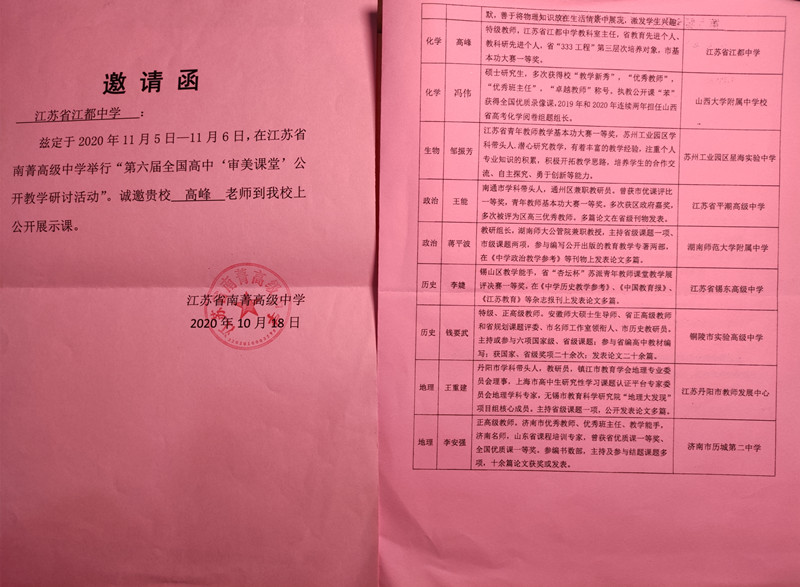 邀请函
江苏省江都中学：
兹定于2020年11月5日—11月6日，在江苏省
南菁高级中学举行“第六届全国高中‘审美课堂’公
开教学研讨活动”。诚邀贵校 高峰 老师到我校上
公开展示课。
江苏省南菁高级中学
2020年10月18日
默，善于将物理知识放在生活情景中展现，激发学生兴趣。
化学
高峰
特级教师，江苏省江都中学教科室主任，省教育先进个人、
教科研先进个人，省“333工程”第三层次培养对象，市基
本功大赛一等奖。
江苏省江都中学
化学
冯伟
硕士研究生，多次获得校“教学新秀”，“优秀教师”，
“优秀班主任”，“卓越教师”称号。执教公开课“苯”
获得全国优质录像课，2019年和2020年连续两年担任山西
省高考化学阅卷组题组长。
山西大学附属中学校
生物
邹振芳
江苏省青年教师教学基本功大赛一等奖，苏州工业园区学
科带头人。潜心研究教学，有着丰富的教学经验，注重个人
专业知识的积累，积极开拓教学思路，培养学生的合作交
流、自主探究、勇于创新等能力。
苏州工业园区星海实验中学
政治
王能
南通市学科带头人，通州区兼职教研员。曾获市优课评比
一等奖，青年教师基本功大赛一等奖。多次获区政府嘉奖，
多次被评为区高三优秀教师。多篇论文在省级刊物发表。
江苏省平潮高级中学
政治
蒋平波
教研组长，湖南师大公管院兼职教授，主持省级课题一项、
市级课题两项，参与编写公开出版的教育教学专著两部，
在《中学政治教学参考》等刊物上发表论文多篇。
湖南师范大学附属中学
历史
李婕
锡山区教学能手，省“杏坛杯”苏派青年教师课堂教学展
评决赛一等奖，在《中学历史教学参考》、《中国教育报》、
《江苏教育》等杂志报刊上发表论文多篇。
江苏省锡东高级中学
历史
钱要武
特级、正高级教师，安徽师大硕士生导师、省正高级教师
和省规划课题评委、市名师工作室领衔人、市历史教研员。
主持或参与六项国家级、省级课题；参与省编高中教材编
写；获国家、省级奖项二十余次；发表论文二十余篇。
铜陵市实验高级中学
地理
王重建
丹阳市学科带头人，教研员，镇江市教育学会地理专业委
员会理事，上海市高中生研究性学习课题认证平台专家委
员会地理学科专家，无锡市教育科学研究院“地理大发现”
项目组核心成员。主持省级课题一项，公开发表论文多篇。
江苏丹阳市教师发展中心
地理
李安强
正高级教师，济南市优秀教师、优秀班主任、教学能手，
济南名师，山东省课程培训专家，曾获省优质课一等奖、
全国优质课一等奖。参编书数部，主持及参与结题课题多
项，十余篇论文获奖或发表。
济南市历城第二中学